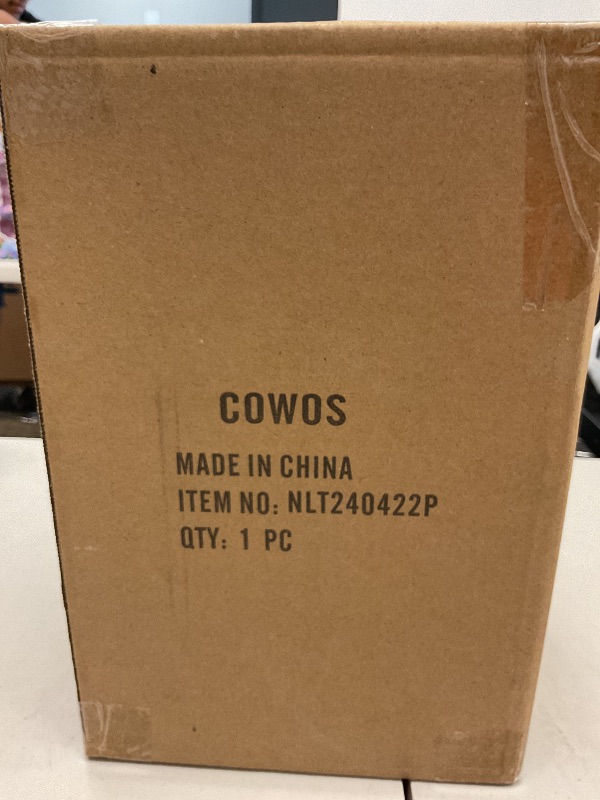 COWOS
MADE IN CHINA
ITEM NO: NLT240422P
QTY: 1 PC